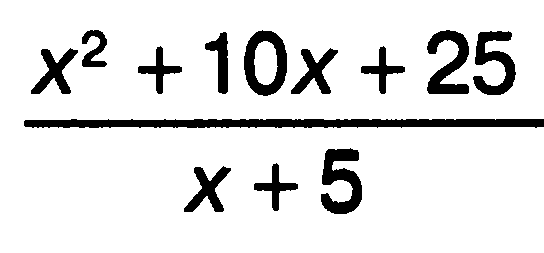 x² + 10x + 25
x + 5